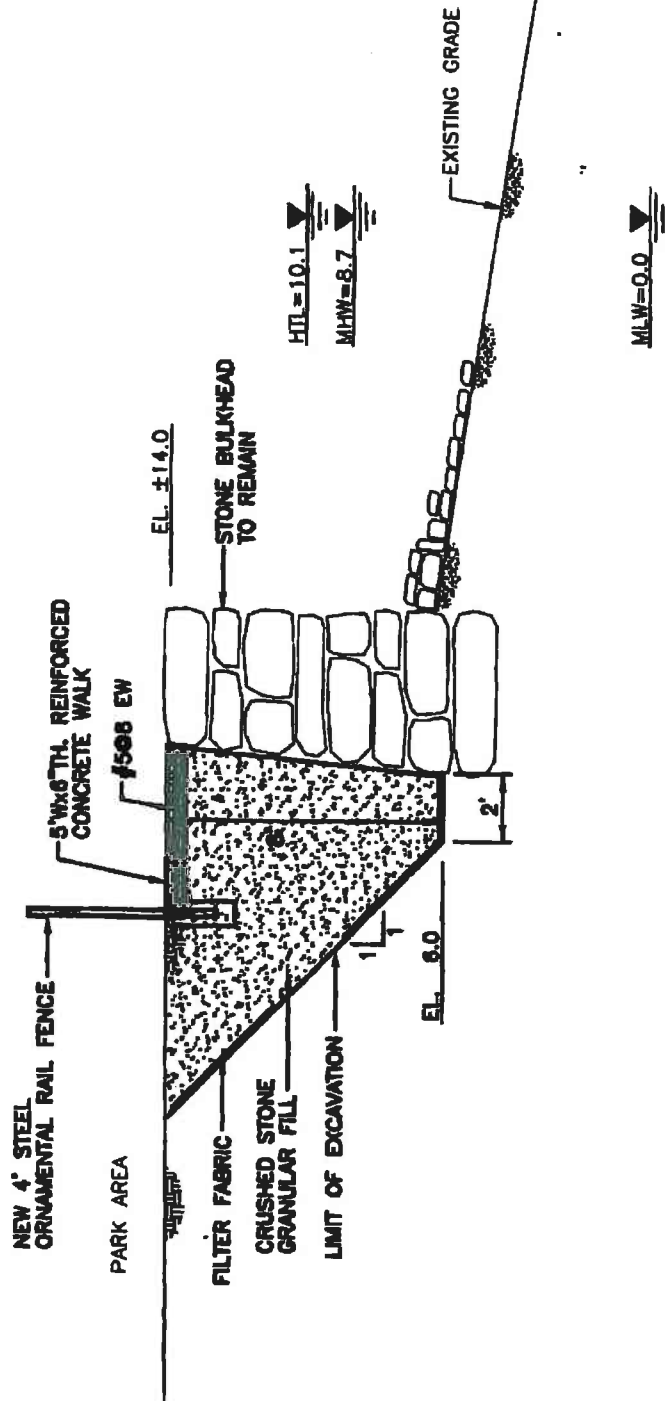 NEW 4' STEEL
ORNAMENTAL RAIL FENCE
5'Wx6"TH. REINFORCED
CONCRETE WALK
#5@8 EW
EL. ±14.0
PARK AREA
STONE BULKHEAD
TO REMAIN
HTL=10.1
MHW=8.7
EXISTING GRADE
MLW=0.0
FILTER FABRIC
CRUSHED STONE
GRANULAR FILL
LIMIT OF EXCAVATION
1
1
EL. 6.0
2'